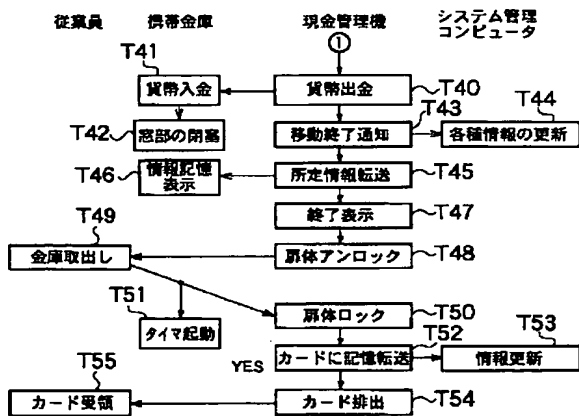 従業員
携帯金庫
現金管理機
システム管理
コンピュータ
①
T41
貨幣入金
貨幣出金
T40
T43
T44
T42
窓部の閉塞
移動終了通知
各種情報の更新
T46
情報記憶
表示
所定情報転送
T45
終了表示
T47
T49
金庫取出し
扉体アンロック
T48
T51
タイマ起動
扉体ロック
T50
T52
T53
YES
カードに記憶転送
情報更新
T55
カード受領
カード排出
T54